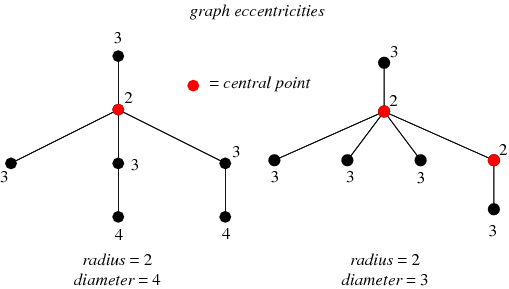 graph eccentricities
3
= central point
2
3
3
3
4
4
radius = 2
diameter = 4
3
2
2
3
3
3
3
radius = 2
diameter = 3